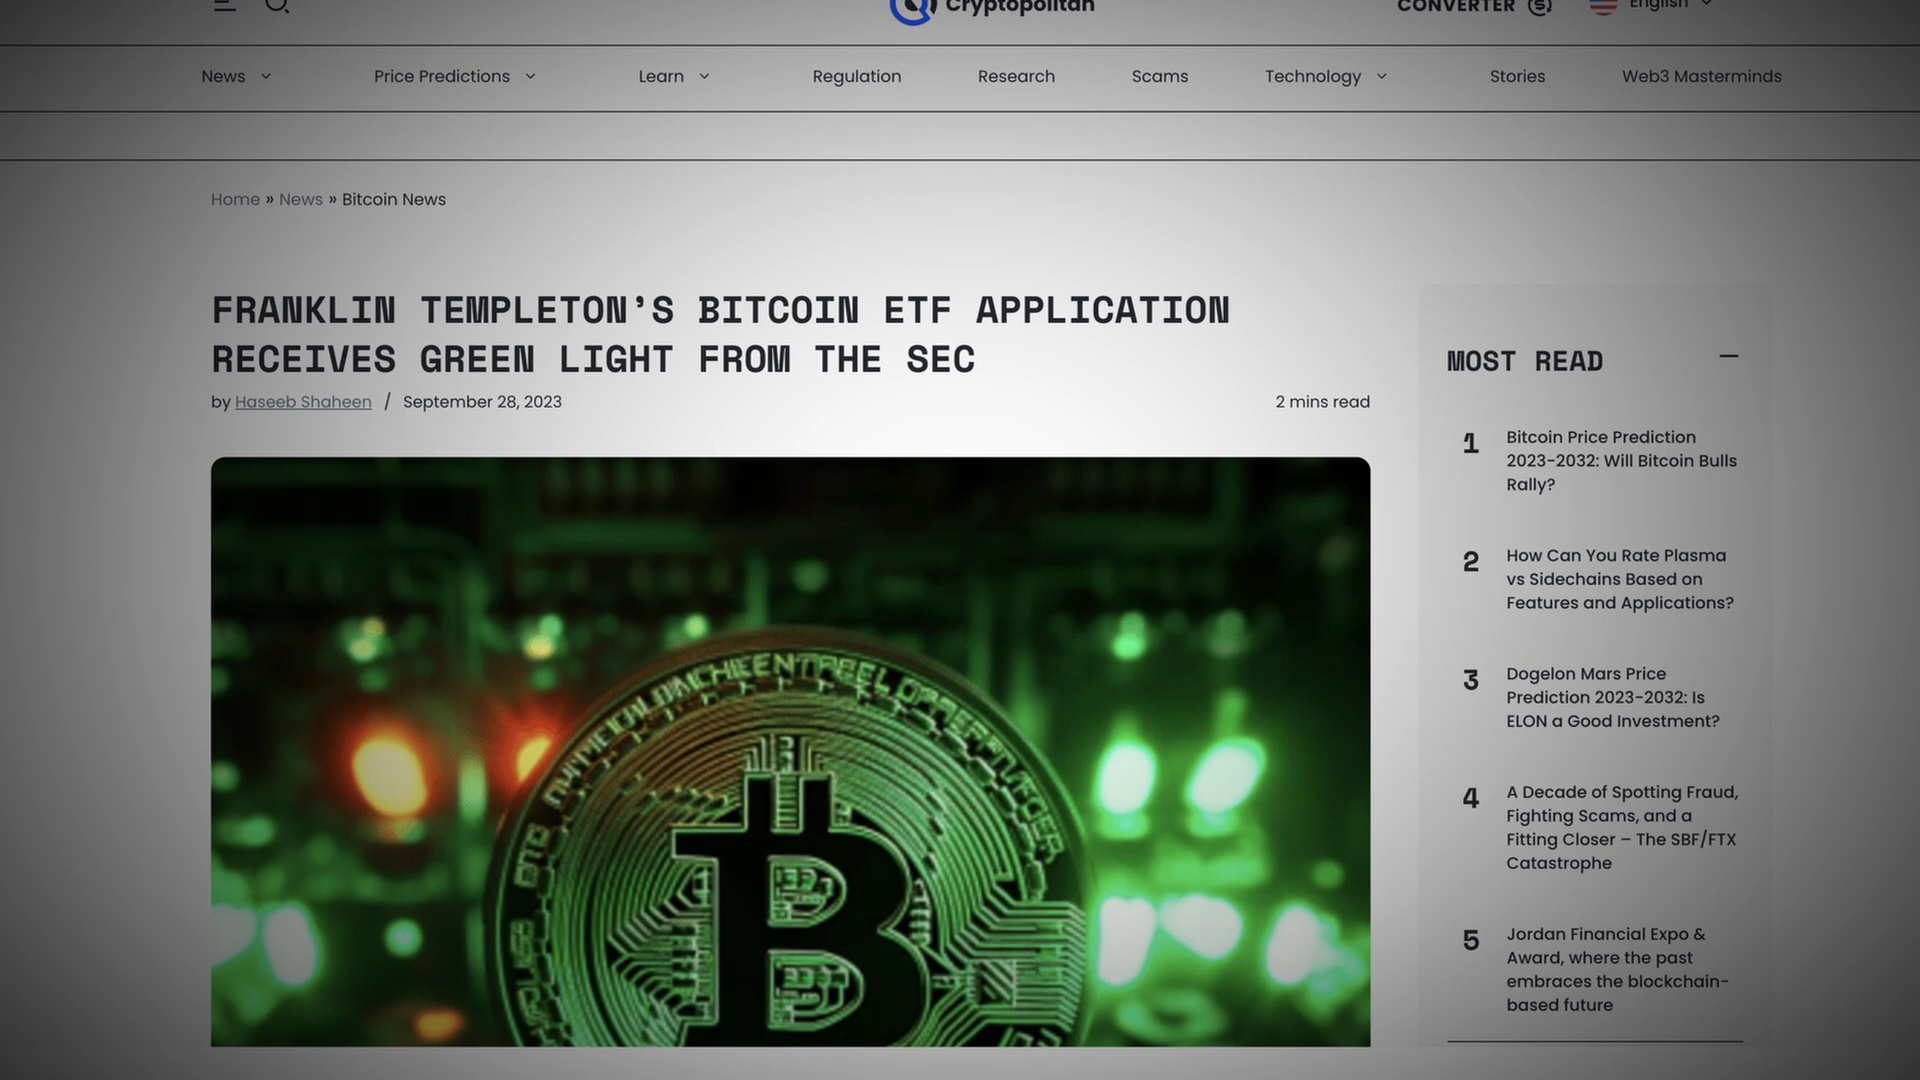 Cryptopolitan
CONVERTER
English
News
Price Predictions
Learn
Regulation
Research
Scams
Technology
Stories
Web3 Masterminds
Home » News » Bitcoin News
FRANKLIN TEMPLETON’S BITCOIN ETF APPLICATION
RECEIVES GREEN LIGHT FROM THE SEC
by Haseeb Shaheen / September 28, 2023
2 mins read
BTC
MOST READ
1
Bitcoin Price Prediction
2023-2032: Will Bitcoin Bulls
Rally?
2
How Can You Rate Plasma
vs Sidechains Based on
Features and Applications?
3
Dogelon Mars Price
Prediction 2023-2032: Is
ELON a Good Investment?
4
A Decade of Spotting Fraud,
Fighting Scams, and a
Fitting Closer – The SBF/FTX
Catastrophe
5
Jordan Financial Expo &
Award, where the past
embraces the blockchain-
based future